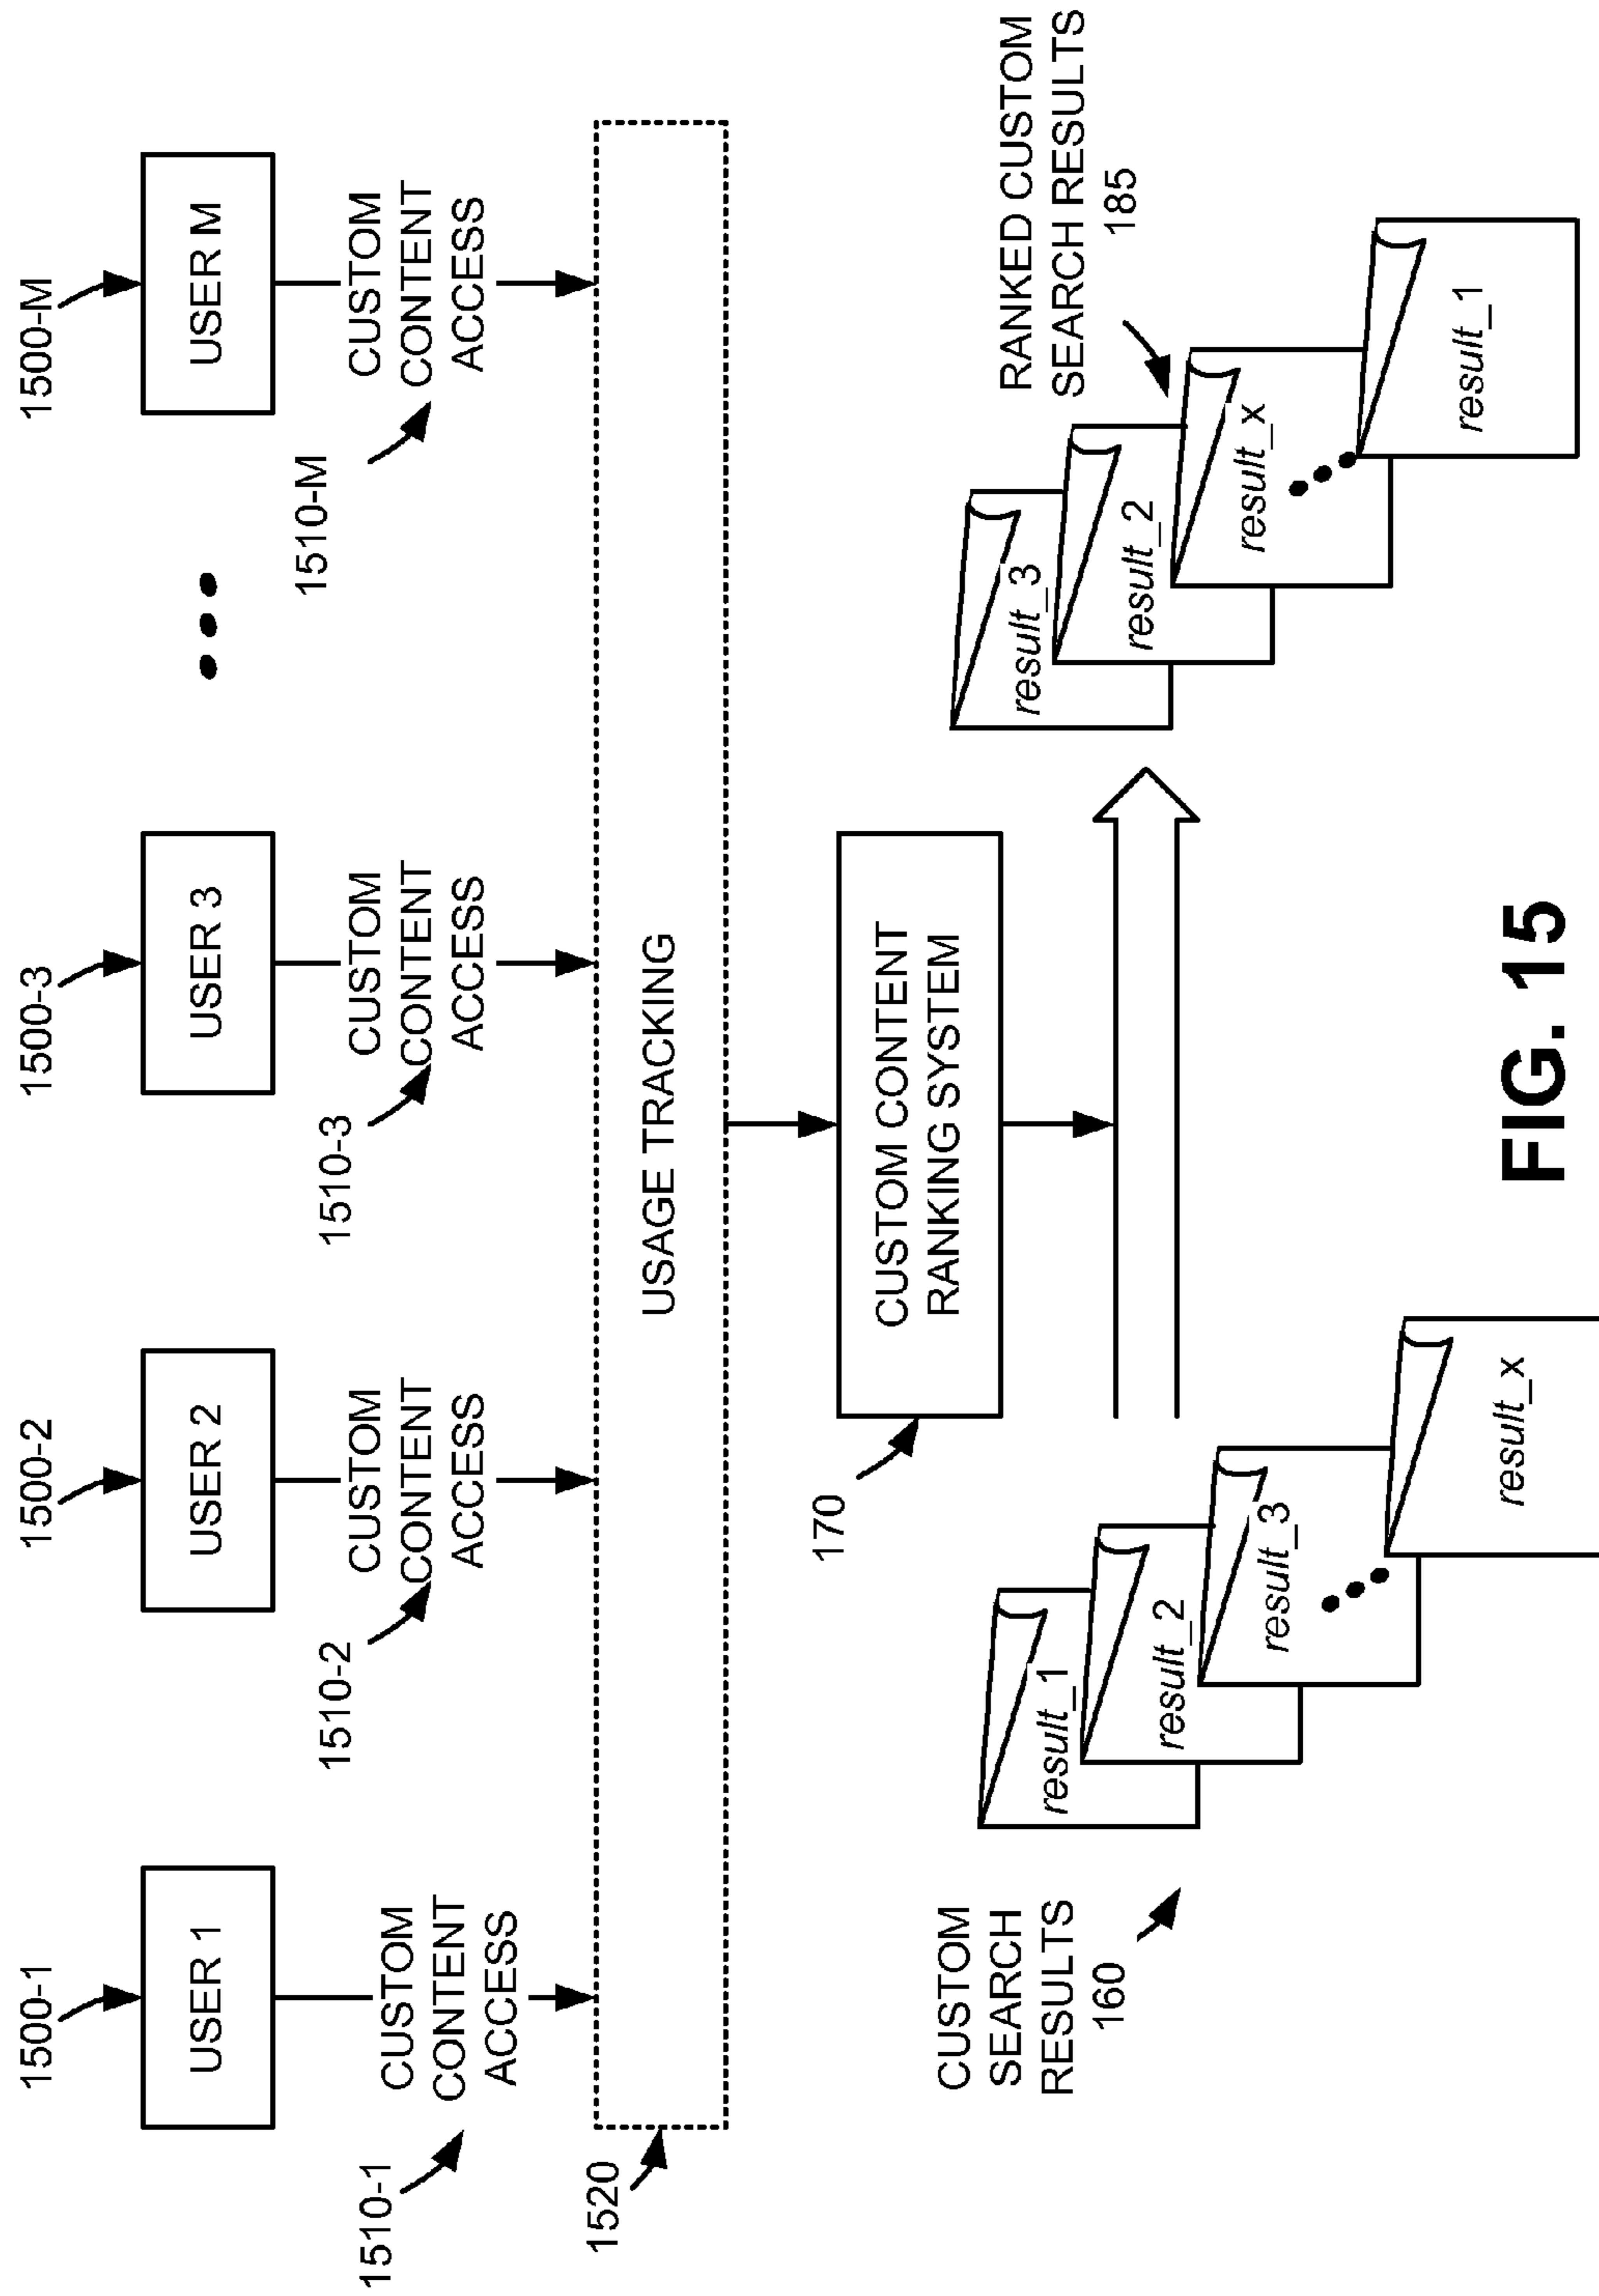 1500-1
1500-2
1500-3
1500-M
USER 1
USER 2
USER 3
USER M
1510-1
CUSTOM
CONTENT
ACCESS
1510-2
CUSTOM
CONTENT
ACCESS
1510-3
CUSTOM
CONTENT
ACCESS
1510-M
CUSTOM
CONTENT
ACCESS
1520
USAGE TRACKING
170
CUSTOM CONTENT
RANKING SYSTEM
CUSTOM
SEARCH
RESULTS
160
result_1
result_2
result_3
result_x
RANKED CUSTOM
SEARCH RESULTS
185
result_3
result_2
result_x
result_1
FIG. 15